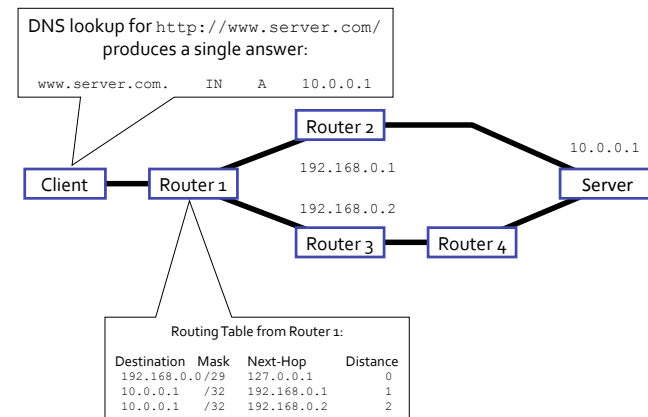 DNS lookup for http://www.server.com/
produces a single answer:
www.server.com. IN A 10.0.0.1
Router 2
10.0.0.1
192.168.0.1
Client
Router 1
Server
192.168.0.2
Router 3
Router 4
Routing Table from Router 1:
Destination Mask Next-Hop Distance
192.168.0.0/29 127.0.0.1 0
10.0.0.1 /32 192.168.0.1 1
10.0.0.1 /32 192.168.0.2 2